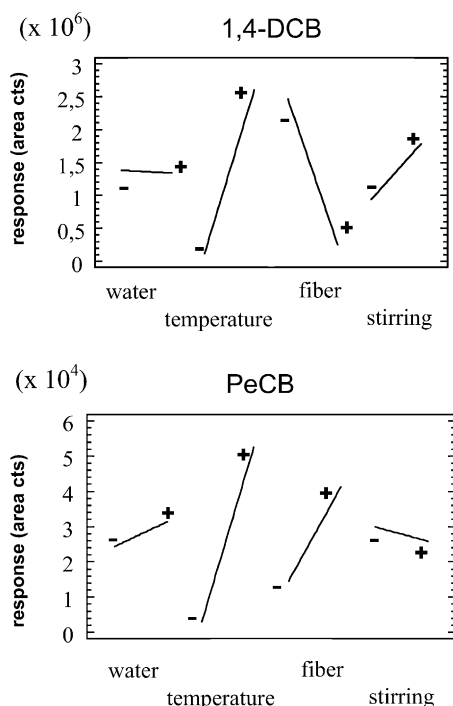 (x 10⁶)
1,4-DCB
response (area cts)
3
2,5
2
1,5
1
0,5
0
- + - + - + - +
water
fiber
temperature
stirring
(x 10⁴)
PeCB
response (area cts)
6
5
4
3
2
1
0
- + - + - + - +
water
fiber
temperature
stirring